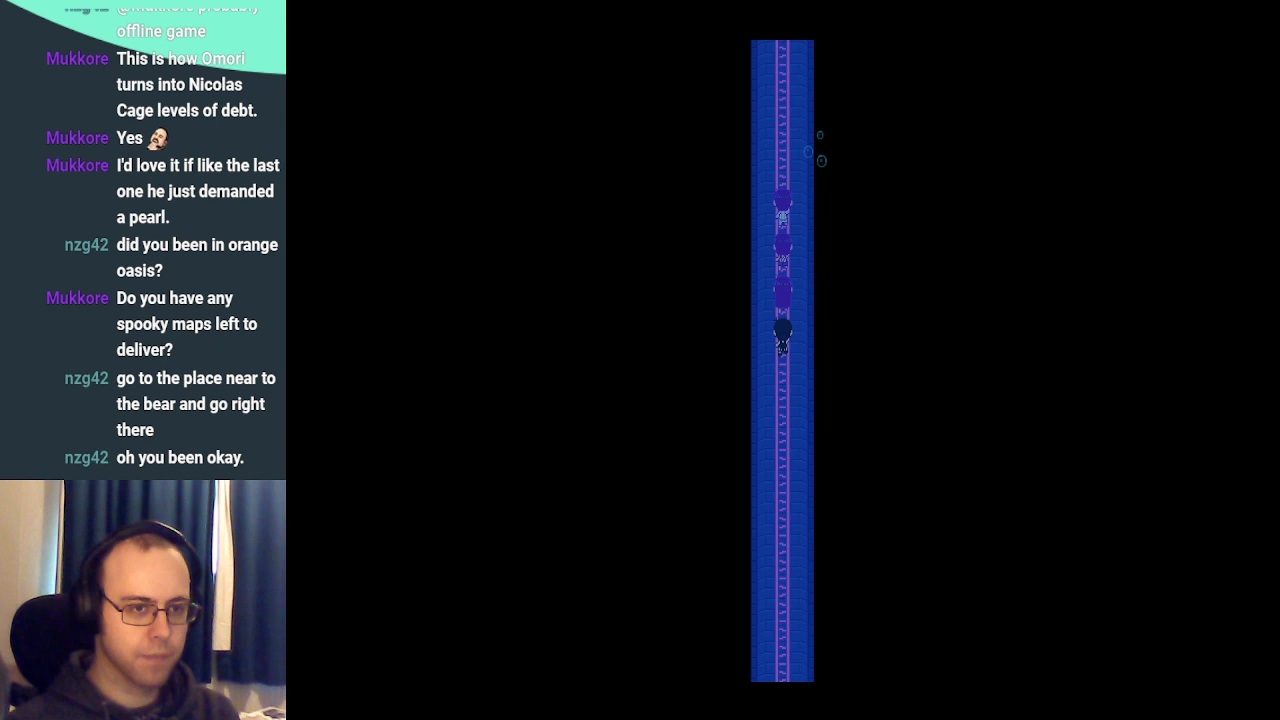 offline game
Mukkore This is how Omori
turns into Nicolas
Cage levels of debt.
Mukkore Yes
Mukkore I'd love it if like the last
one he just demanded
a pearl.
nzg42 did you been in orange
oasis?
Mukkore Do you have any
spooky maps left to
deliver?
nzg42 go to the place near to
the bear and go right
there
nzg42 oh you been okay.